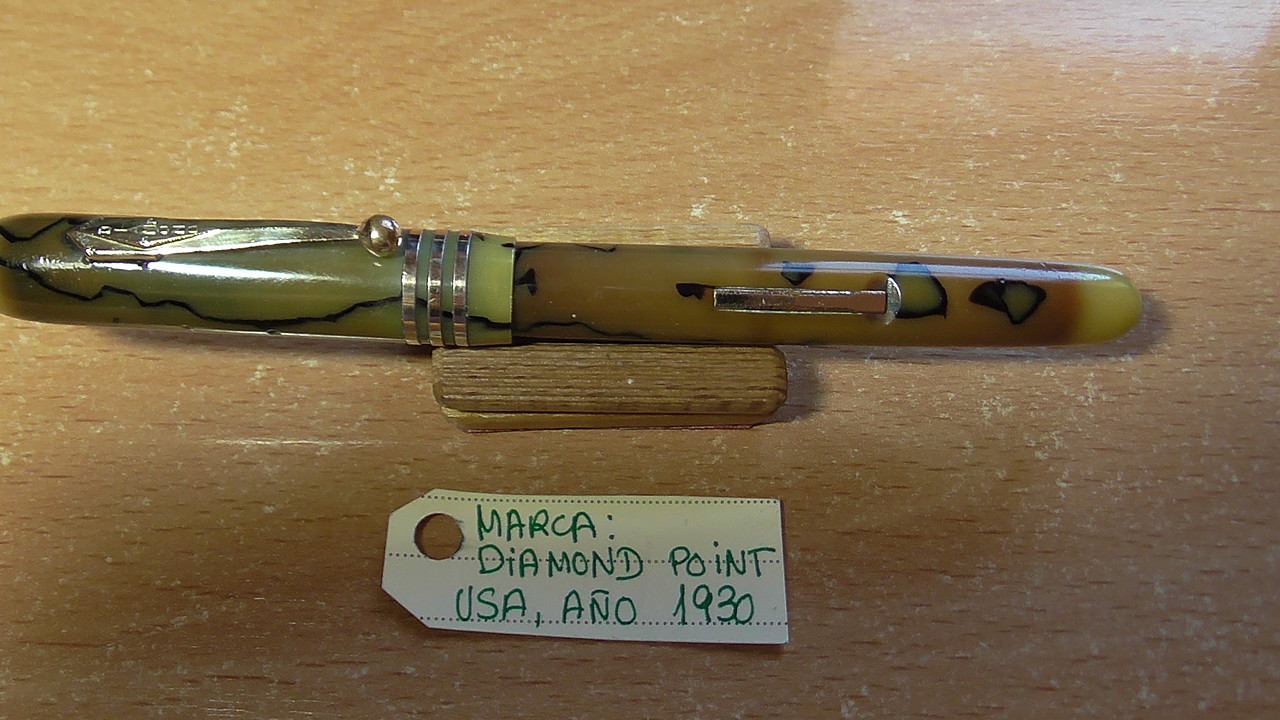 MARCA:
DiAMOND POiNT
USA, AÑO 1930